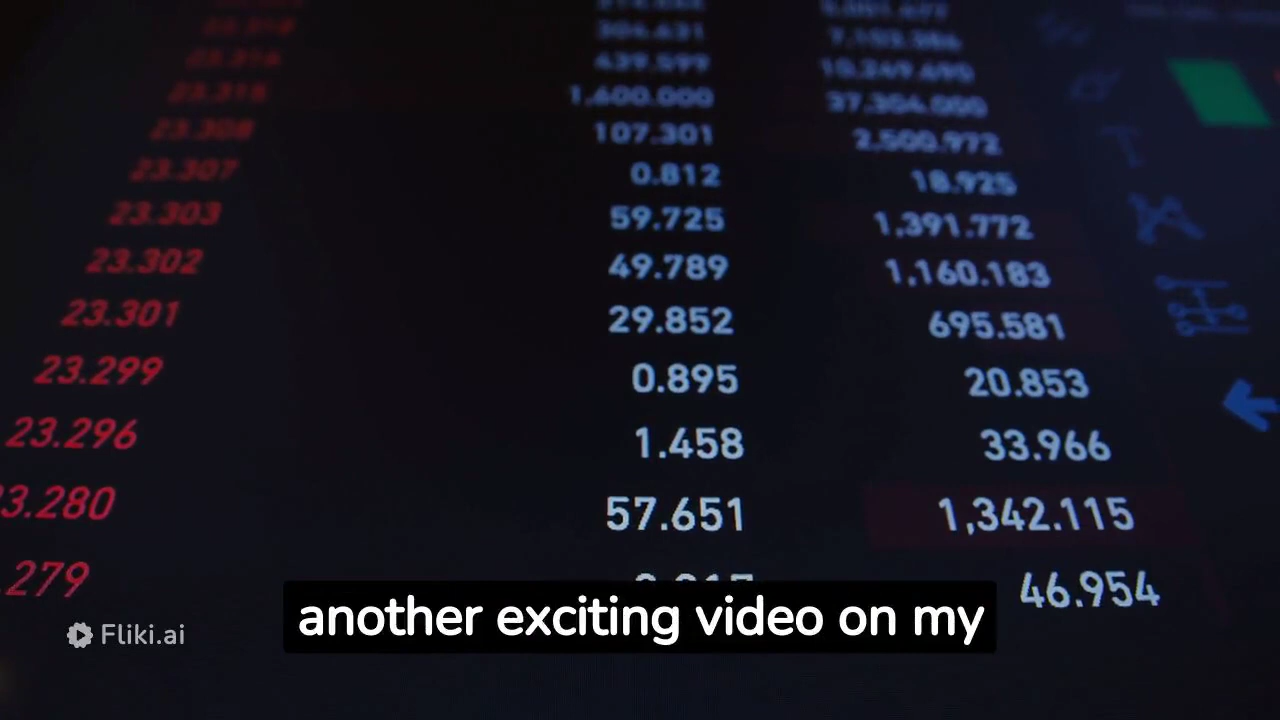 23.308 107.301 2,500.972
23.307 0.812 18.925
23.303 59.725 1,391.772
23.302 49.789 1,160.183
23.301 29.852 695.581
23.299 0.895 20.853
23.296 1.458 33.966
3.280 57.651 1,342.115
.279 46.954
another exciting video on my
Fliki.ai